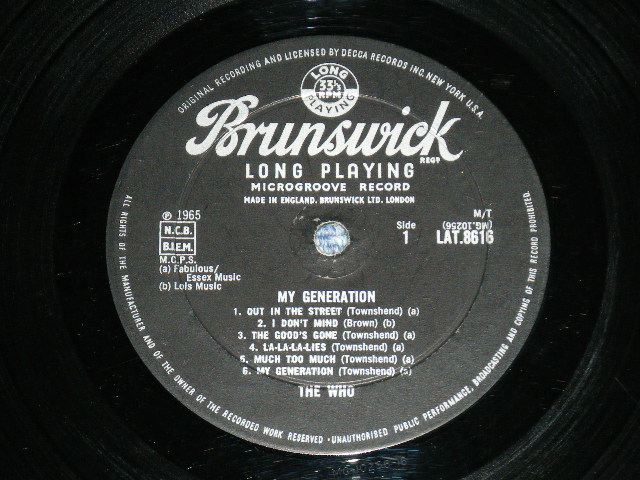 ORIGINAL RECORDING AND LICENSED BY DECCA RECORDS INC. NEW YORK U.S.A.
LONG
33⅓
RPM
PLAYING
Brunswick
REGD
LONG PLAYING
MICROGROOVE RECORD
MADE IN ENGLAND. BRUNSWICK LTD. LONDON
℗ 1965
N.C.B.
B.I.E.M.
M.C.P.S.
(a) Fabulous/
Essex Music
(b) Lois Music
Side
1
M/T
(MG.10256)
LAT.8616
MY GENERATION
1. OUT IN THE STREET (Townshend) (a)
2. I DON'T MIND (Brown) (b)
3. THE GOOD'S GONE (Townshend) (a)
4. LA-LA-LA-LIES (Townshend) (a)
5. MUCH TOO MUCH (Townshend) (a)
6. MY GENERATION (Townshend) (a)
THE WHO
ALL RIGHTS OF THE MANUFACTURER AND OF THE OWNER OF THE RECORDED WORK RESERVED · UNAUTHORISED PUBLIC PERFORMANCE, BROADCASTING AND COPYING OF THIS RECORD PROHIBITED.